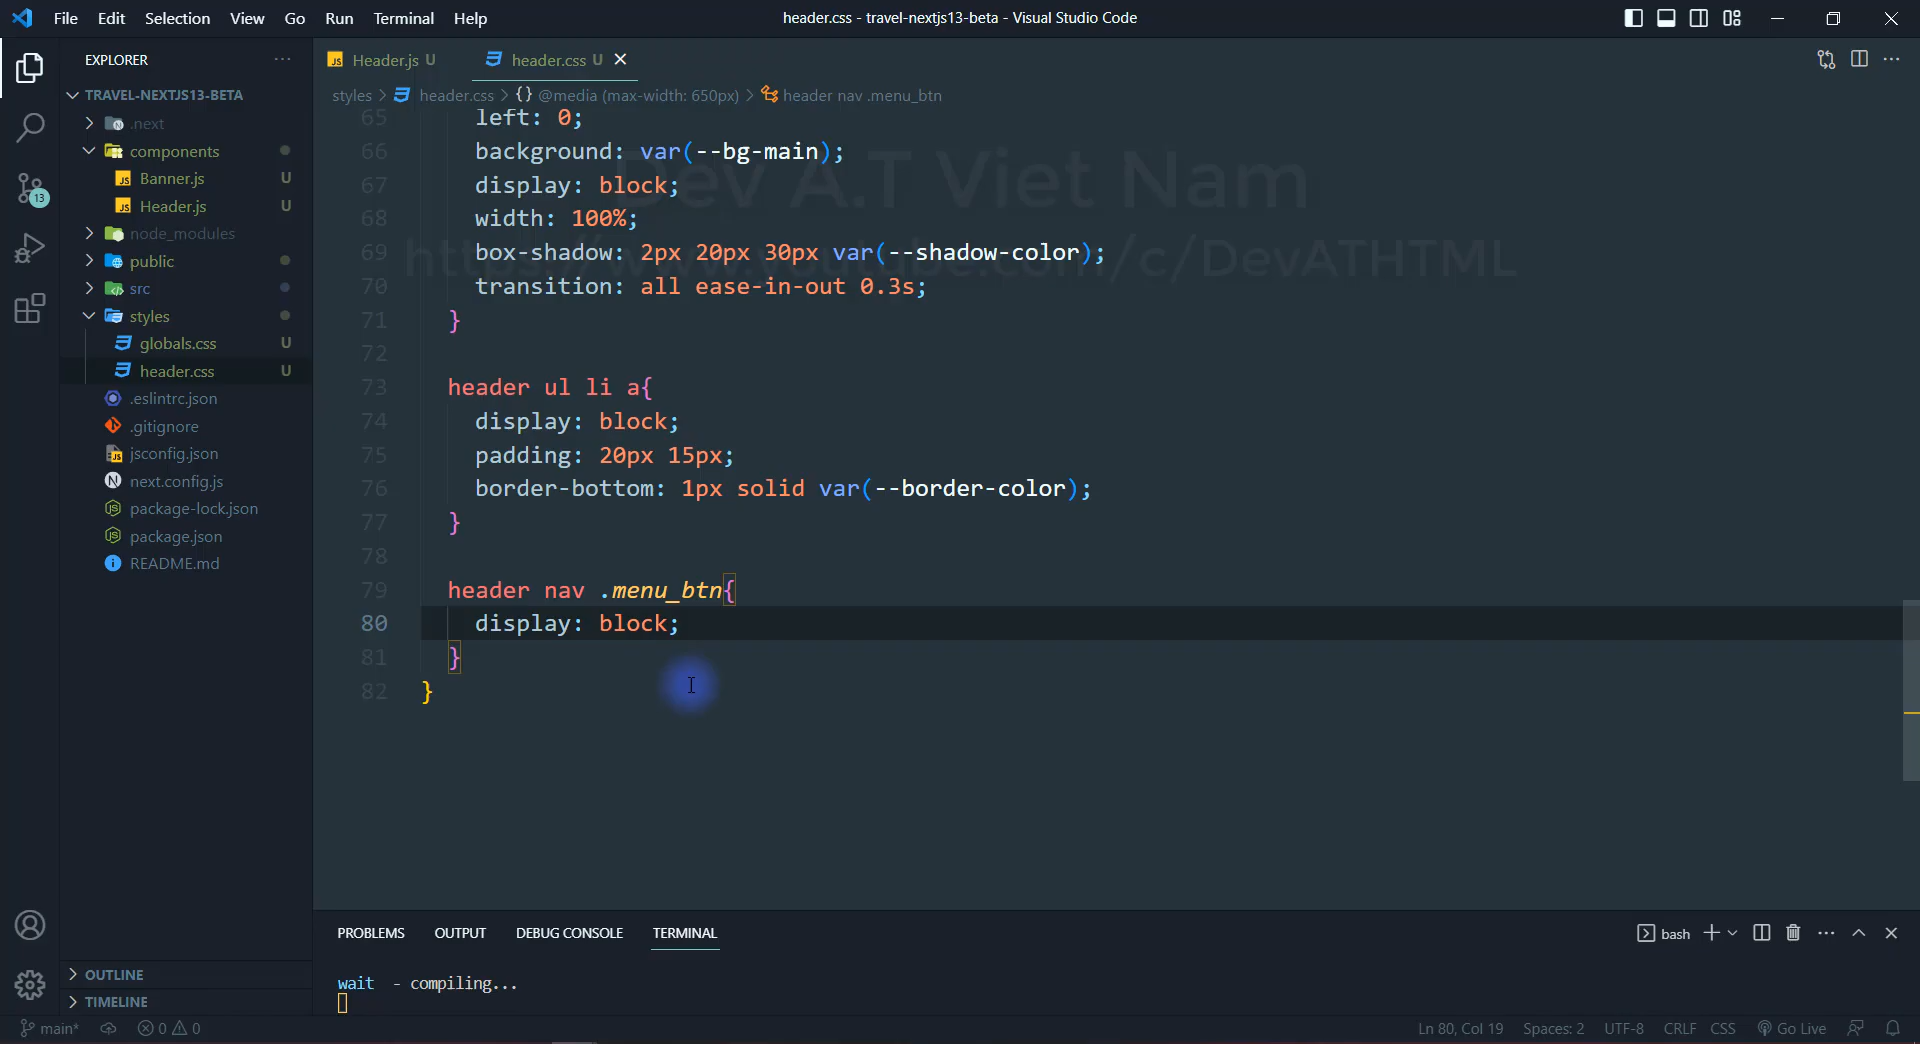 File Edit Selection View Go Run Terminal Help
header.css - travel-nextjs13-beta - Visual Studio Code
EXPLORER
TRAVEL-NEXTJS13-BETA
.next
components
Banner.js U
Header.js U
node_modules
public
src
styles
globals.css U
header.css U
.eslintrc.json
.gitignore
jsconfig.json
next.config.js
package-lock.json
package.json
README.md
OUTLINE
TIMELINE
13
Header.js U
header.css U
styles > header.css > {} @media (max-width: 650px) > header nav .menu_btn
Dev A.T Viet Nam
https://www.youtube.com/c/DevATHTML
65 left: 0;
66 background: var(--bg-main);
67 display: block;
68 width: 100%;
69 box-shadow: 2px 20px 30px var(--shadow-color);
70 transition: all ease-in-out 0.3s;
71 }
72
73 header ul li a{
74 display: block;
75 padding: 20px 15px;
76 border-bottom: 1px solid var(--border-color);
77 }
78
79 header nav .menu_btn{
80 display: block;
81 }
82 }
PROBLEMS OUTPUT DEBUG CONSOLE TERMINAL
bash
wait - compiling...
main* 0 0
Ln 80, Col 19 Spaces: 2 UTF-8 CRLF CSS Go Live